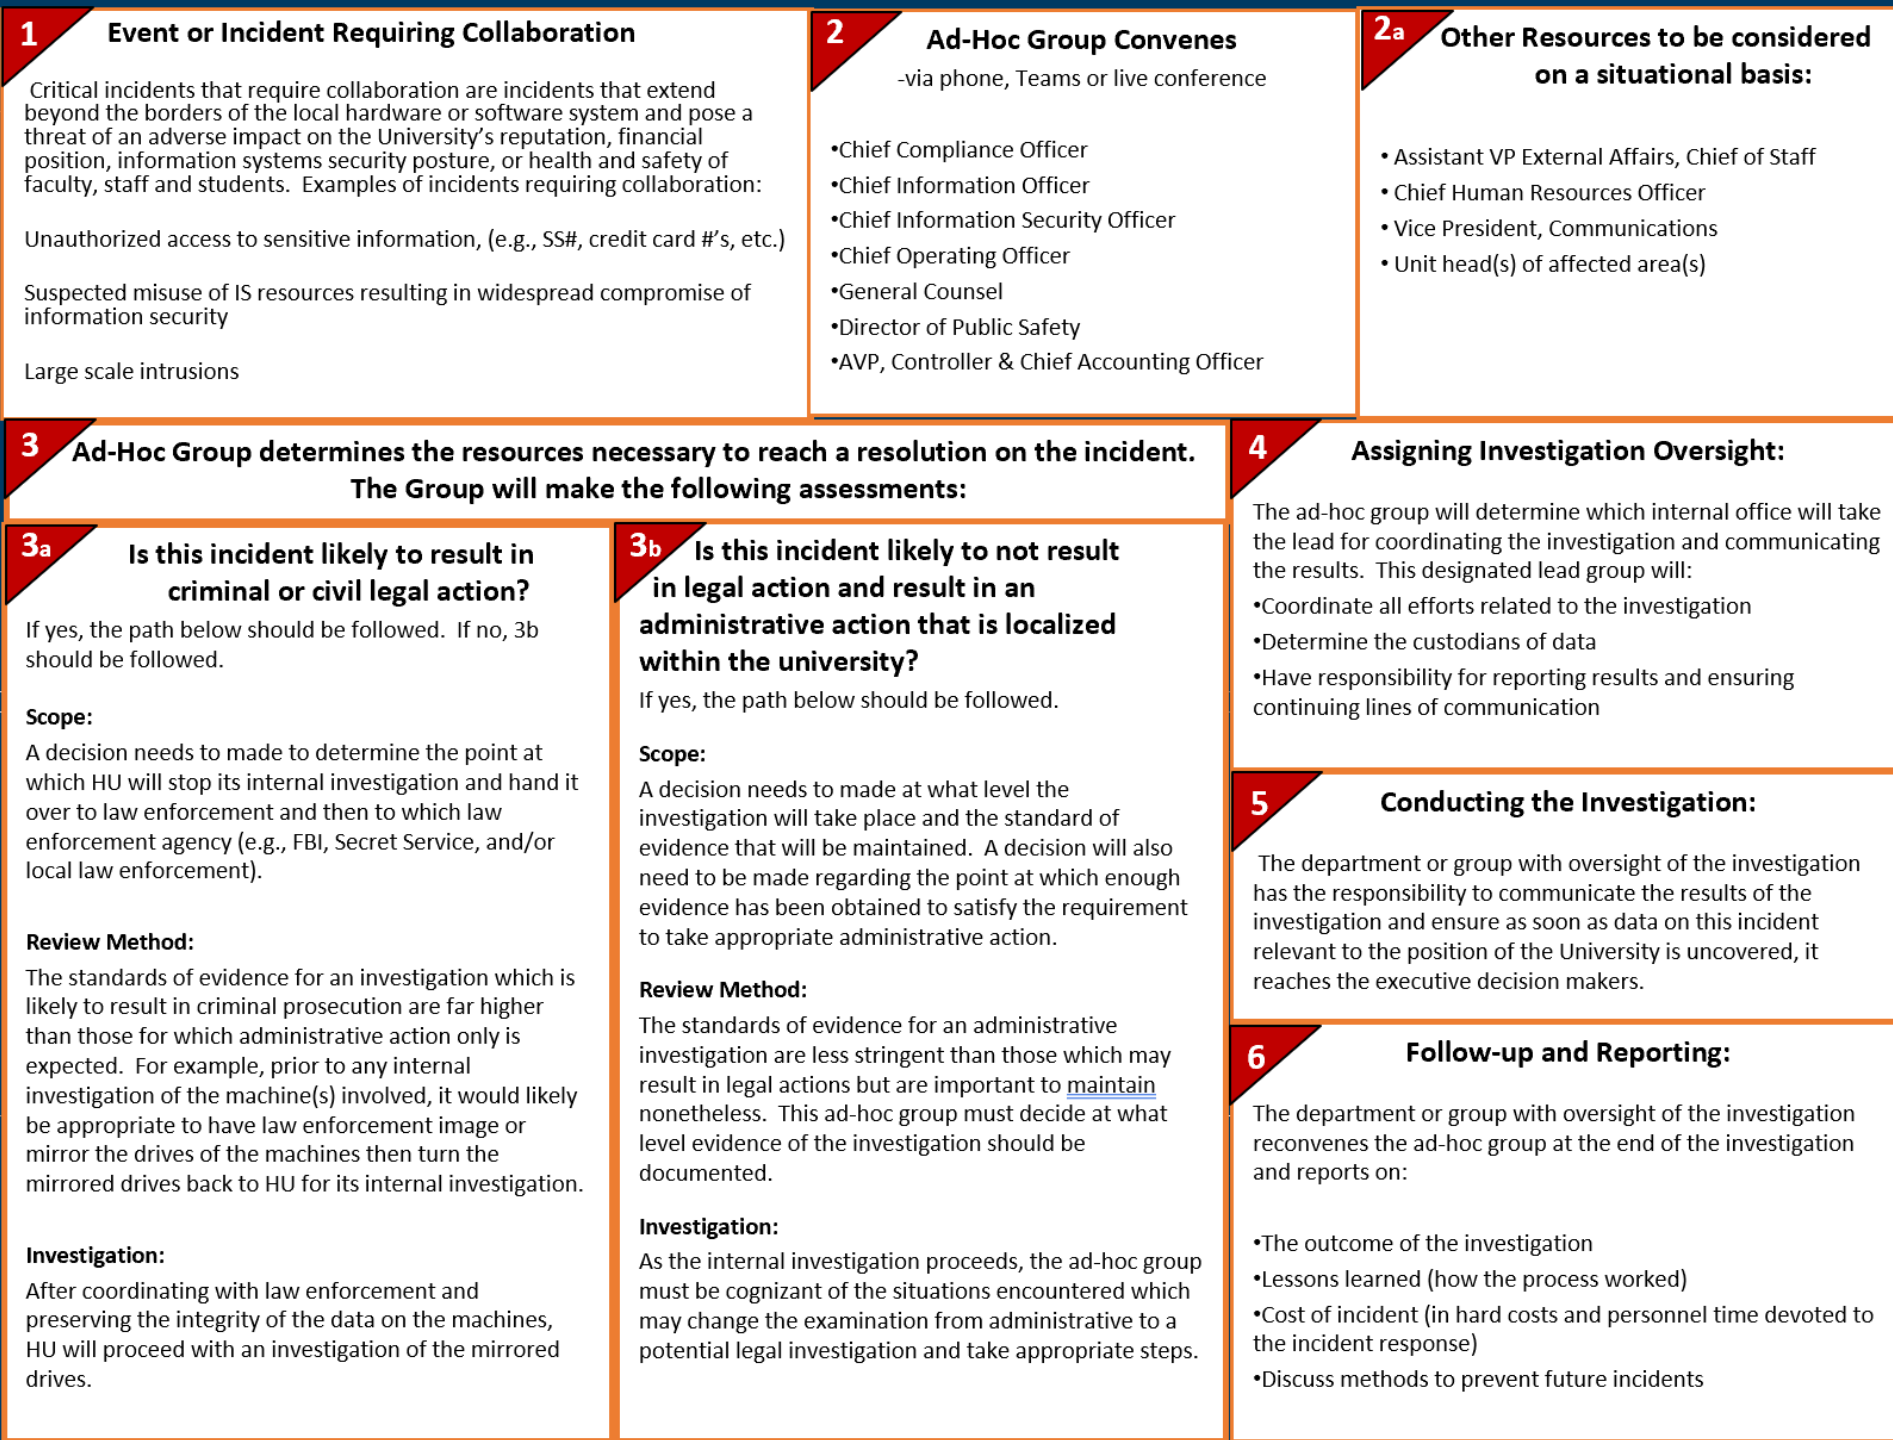 1
Event or Incident Requiring Collaboration
Critical incidents that require collaboration are incidents that extend
beyond the borders of the local hardware or software system and pose a
threat of an adverse impact on the University's reputation, financial
position, information systems security posture, or health and safety of
faculty, staff and students.  Examples of incidents requiring collaboration:
Unauthorized access to sensitive information, (e.g., SS#, credit card #'s, etc.)
Suspected misuse of IS resources resulting in widespread compromise of
information security
Large scale intrusions
2
Ad-Hoc Group Convenes
-via phone, Teams or live conference
•Chief Compliance Officer
•Chief Information Officer
•Chief Information Security Officer
•Chief Operating Officer
•General Counsel
•Director of Public Safety
•AVP, Controller & Chief Accounting Officer
2a
Other Resources to be considered
on a situational basis:
• Assistant VP External Affairs, Chief of Staff
• Chief Human Resources Officer
• Vice President, Communications
• Unit head(s) of affected area(s)
3
Ad-Hoc Group determines the resources necessary to reach a resolution on the incident.
The Group will make the following assessments:
3a
Is this incident likely to result in
criminal or civil legal action?
If yes, the path below should be followed.  If no, 3b
should be followed.
Scope:
A decision needs to made to determine the point at
which HU will stop its internal investigation and hand it
over to law enforcement and then to which law
enforcement agency (e.g., FBI, Secret Service, and/or
local law enforcement).
Review Method:
The standards of evidence for an investigation which is
likely to result in criminal prosecution are far higher
than those for which administrative action only is
expected.  For example, prior to any internal
investigation of the machine(s) involved, it would likely
be appropriate to have law enforcement image or
mirror the drives of the machines then turn the
mirrored drives back to HU for its internal investigation.
Investigation:
After coordinating with law enforcement and
preserving the integrity of the data on the machines,
HU will proceed with an investigation of the mirrored
drives.
3b
Is this incident likely to not result
in legal action and result in an
administrative action that is localized
within the university?
If yes, the path below should be followed.
Scope:
A decision needs to made at what level the
investigation will take place and the standard of
evidence that will be maintained.  A decision will also
need to be made regarding the point at which enough
evidence has been obtained to satisfy the requirement
to take appropriate administrative action.
Review Method:
The standards of evidence for an administrative
investigation are less stringent than those which may
result in legal actions but are important to maintain
nonetheless.  This ad-hoc group must decide at what
level evidence of the investigation should be
documented.
Investigation:
As the internal investigation proceeds, the ad-hoc group
must be cognizant of the situations encountered which
may change the examination from administrative to a
potential legal investigation and take appropriate steps.
4
Assigning Investigation Oversight:
The ad-hoc group will determine which internal office will take
the lead for coordinating the investigation and communicating
the results.  This designated lead group will:
•Coordinate all efforts related to the investigation
•Determine the custodians of data
•Have responsibility for reporting results and ensuring
continuing lines of communication
5
Conducting the Investigation:
The department or group with oversight of the investigation
has the responsibility to communicate the results of the
investigation and ensure as soon as data on this incident
relevant to the position of the University is uncovered, it
reaches the executive decision makers.
6
Follow-up and Reporting:
The department or group with oversight of the investigation
reconvenes the ad-hoc group at the end of the investigation
and reports on:
•The outcome of the investigation
•Lessons learned (how the process worked)
•Cost of incident (in hard costs and personnel time devoted to
the incident response)
•Discuss methods to prevent future incidents